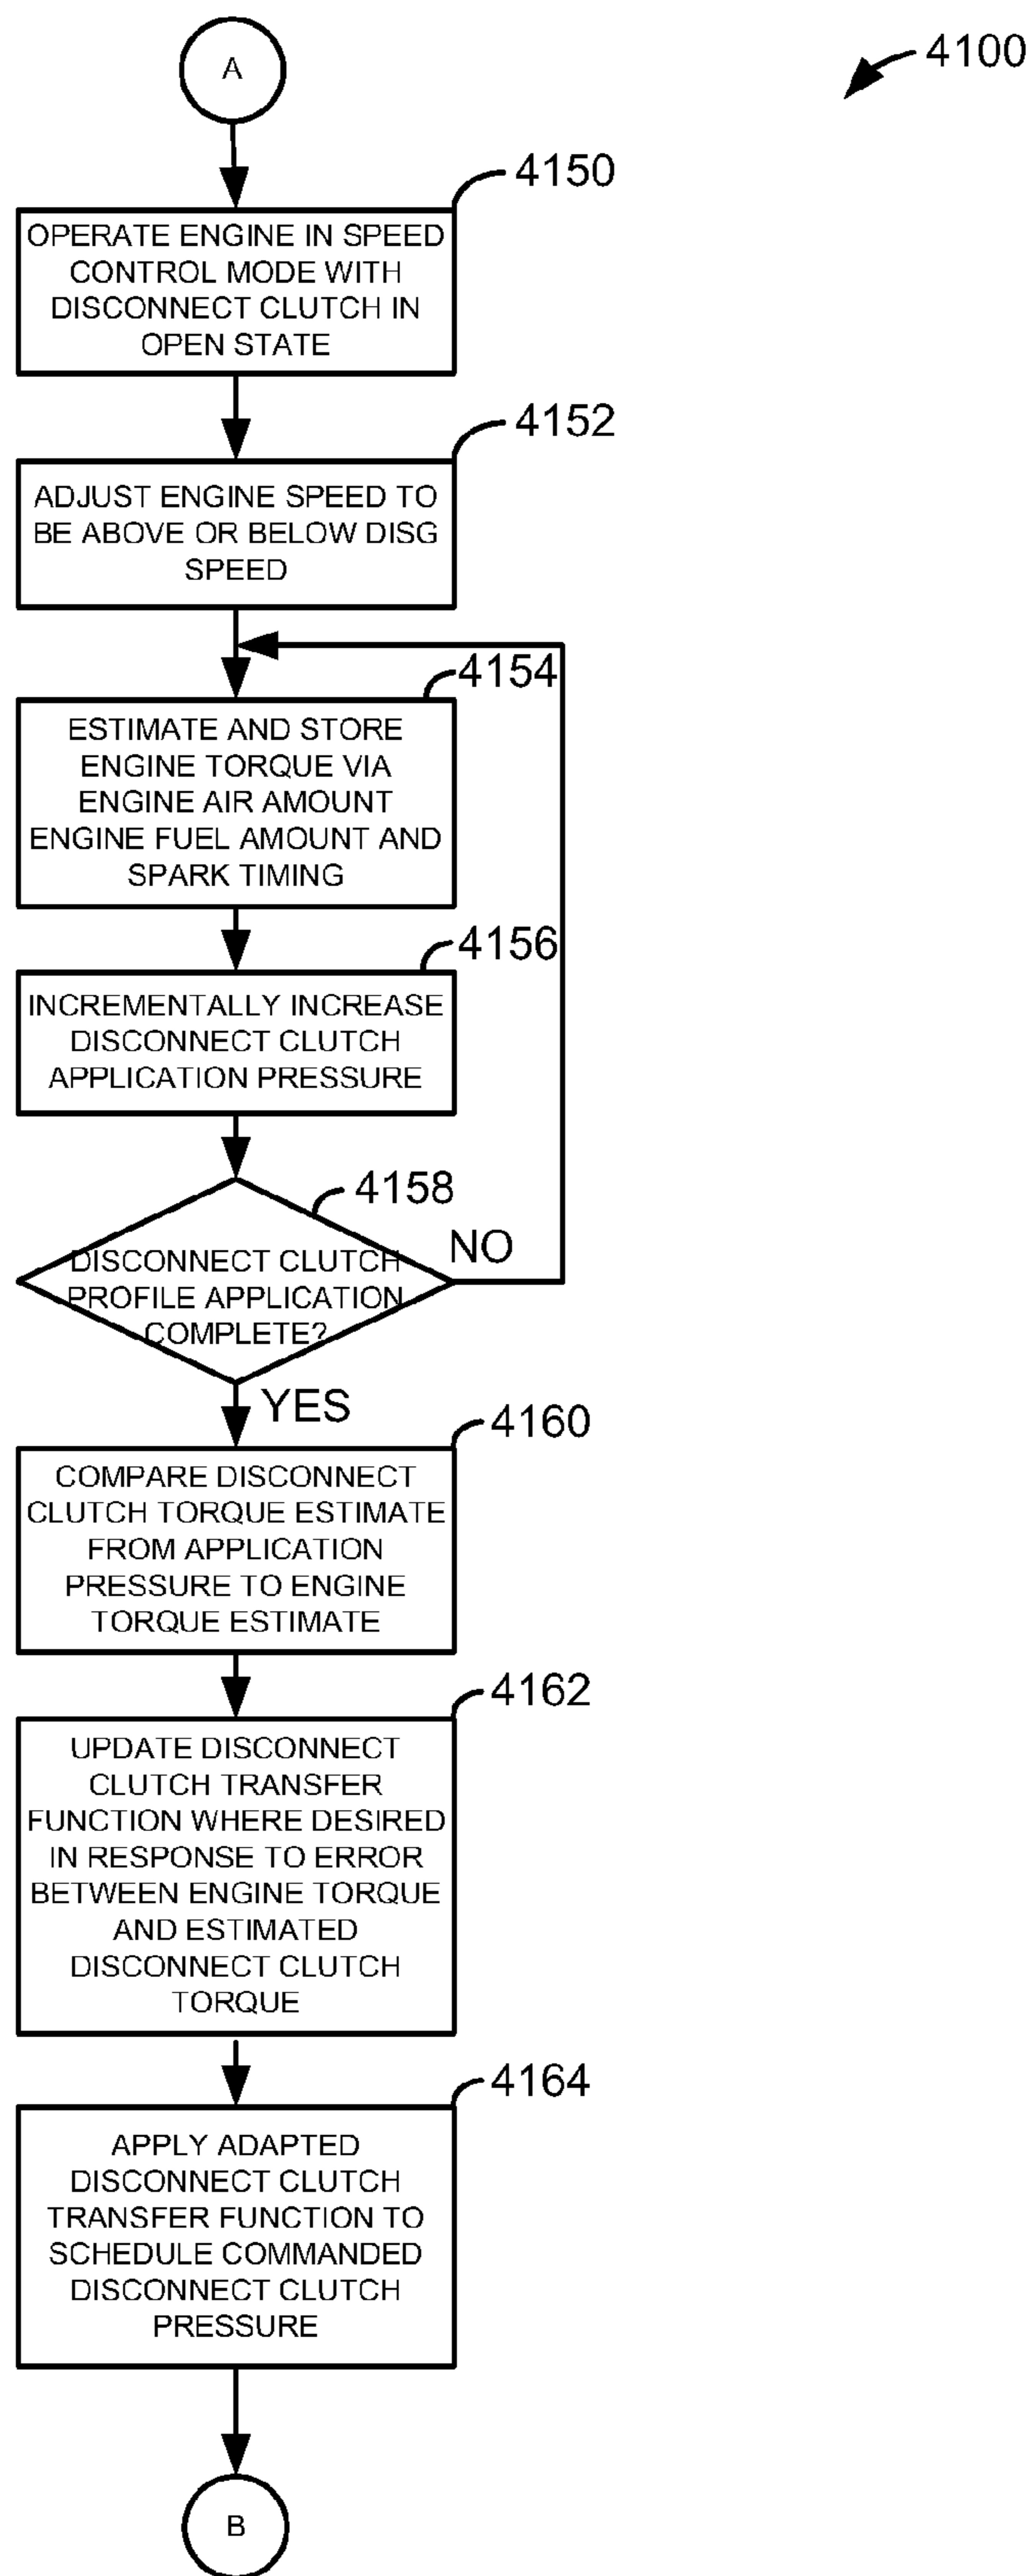 A
4100
4150
OPERATE ENGINE IN SPEED
CONTROL MODE WITH
DISCONNECT CLUTCH IN
OPEN STATE
4152
ADJUST ENGINE SPEED TO
BE ABOVE OR BELOW DISG
SPEED
4154
ESTIMATE AND STORE
ENGINE TORQUE VIA
ENGINE AIR AMOUNT
ENGINE FUEL AMOUNT AND
SPARK TIMING
4156
INCREMENTALLY INCREASE
DISCONNECT CLUTCH
APPLICATION PRESSURE
4158
DISCONNECT CLUTCH
PROFILE APPLICATION
COMPLETE?
NO
YES
4160
COMPARE DISCONNECT
CLUTCH TORQUE ESTIMATE
FROM APPLICATION
PRESSURE TO ENGINE
TORQUE ESTIMATE
4162
UPDATE DISCONNECT
CLUTCH TRANSFER
FUNCTION WHERE DESIRED
IN RESPONSE TO ERROR
BETWEEN ENGINE TORQUE
AND ESTIMATED
DISCONNECT CLUTCH
TORQUE
4164
APPLY ADAPTED
DISCONNECT CLUTCH
TRANSFER FUNCTION TO
SCHEDULE COMMANDED
DISCONNECT CLUTCH
PRESSURE
B